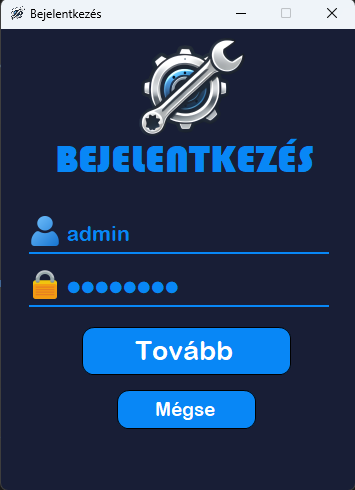 Bejelentkezés
BEJELENTKEZÉS
admin
●●●●●●●●
Tovább
Mégse